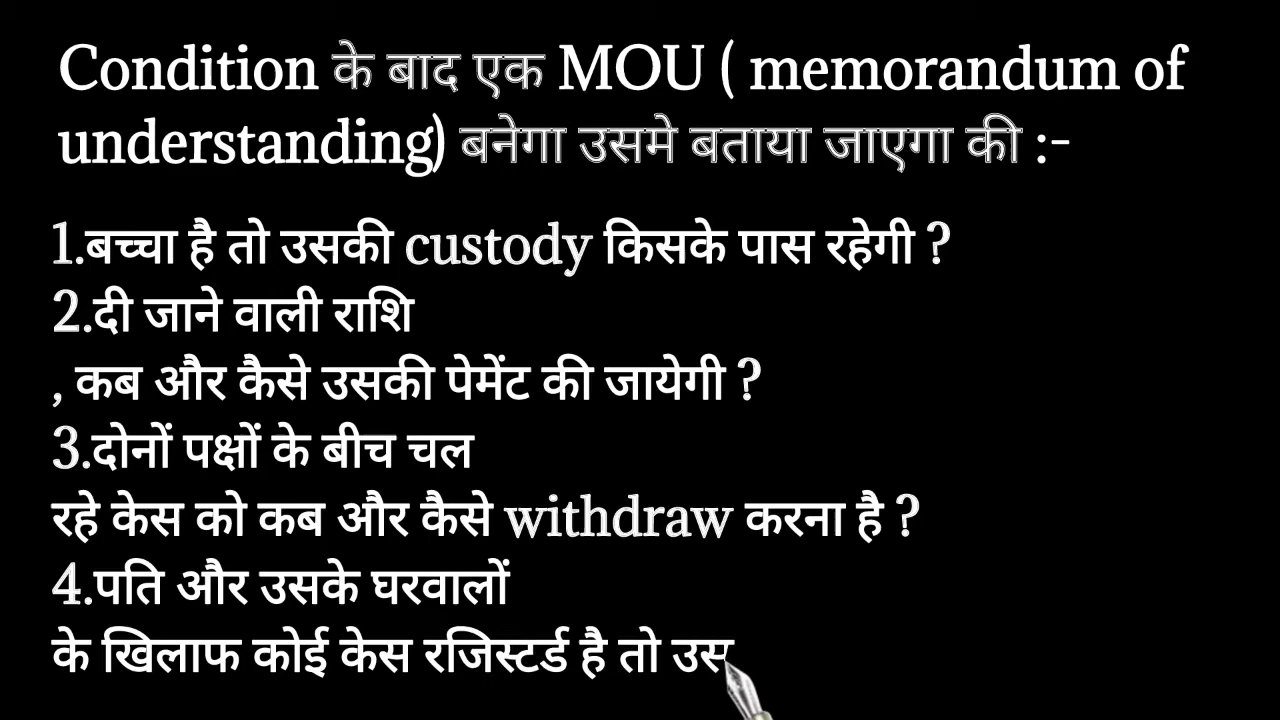 Condition के बाद एक MOU ( memorandum of
understanding) बनेगा उसमे बताया जाएगा की :-
1.बच्चा है तो उसकी custody किसके पास रहेगी ?
2.दी जाने वाली राशि
, कब और कैसे उसकी पेमेंट की जायेगी ?
3.दोनों पक्षों के बीच चल
रहे केस को कब और कैसे withdraw करना है ?
4.पति और उसके घरवालों
के खिलाफ कोई केस रजिस्टर्ड है तो उस